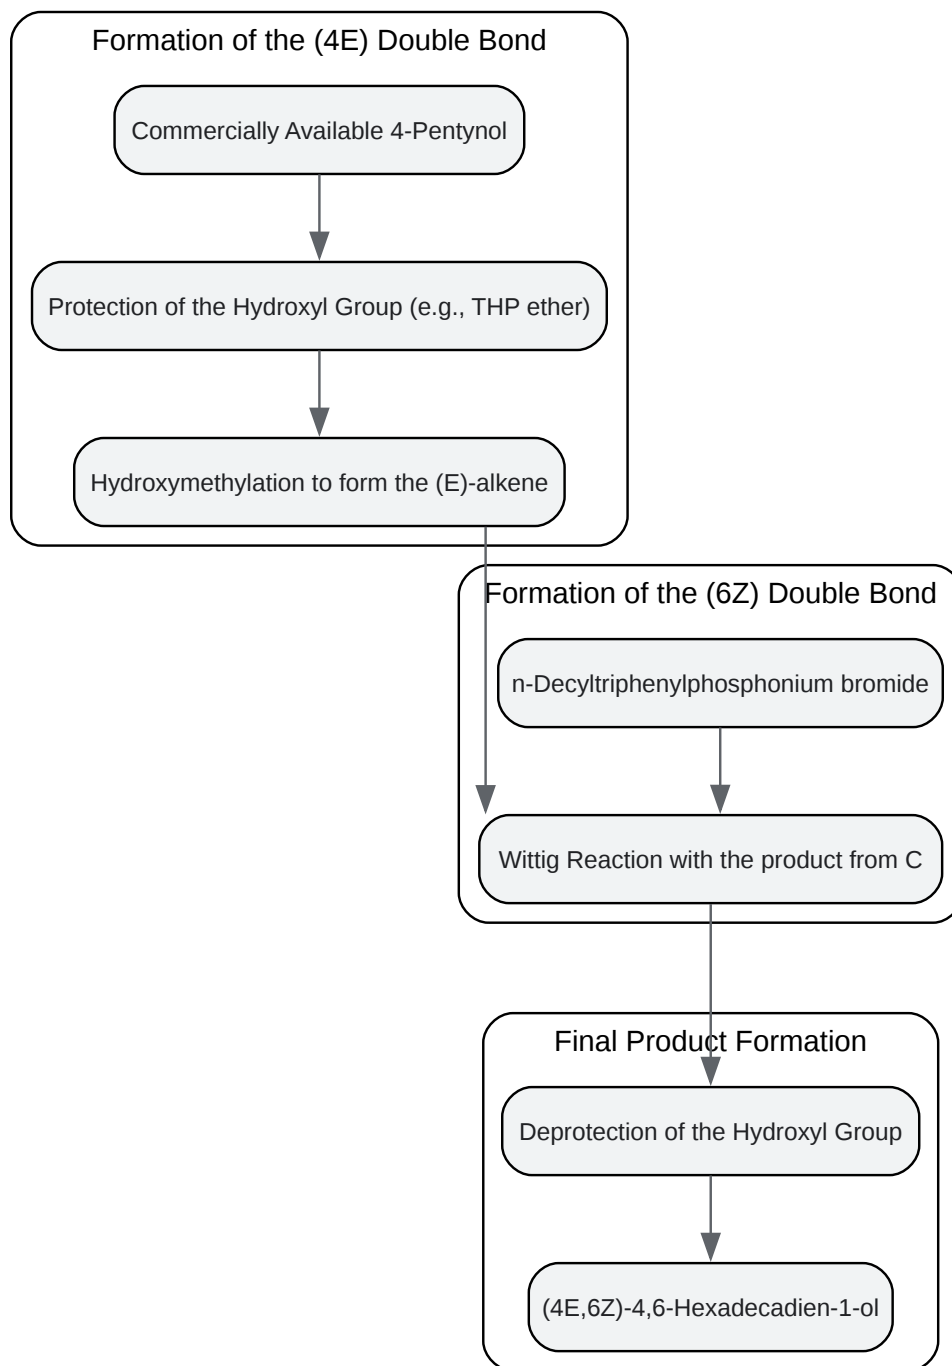 Formation of the (4E) Double Bond
Commercially Available 4-Pentynol
Protection of the Hydroxyl Group (e.g., THP ether)
Hydroxymethylation to form the (E)-alkene
Formation of the (6Z) Double Bond
n-Decyltriphenylphosphonium bromide
Wittig Reaction with the product from C
Final Product Formation
Deprotection of the Hydroxyl Group
(4E,6Z)-4,6-Hexadecadien-1-ol